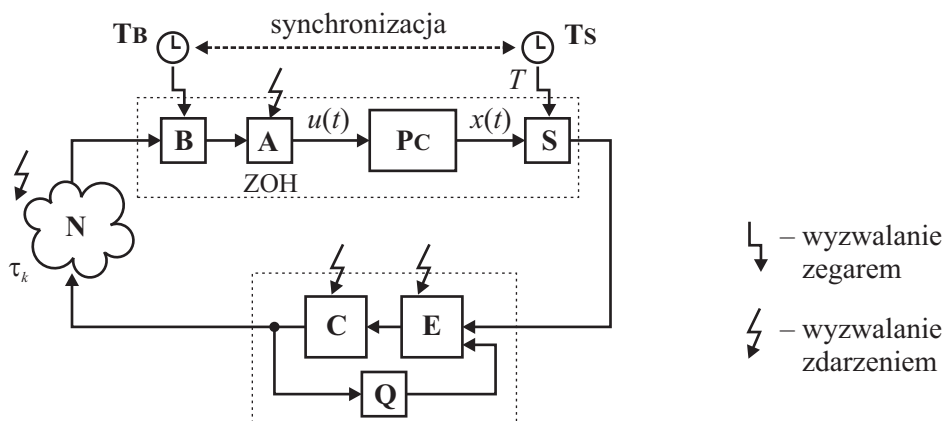 TB synchronizacja TS
T
B A u(t) PC x(t) S
ZOH
N
τk
C E
Q
– wyzwalanie
zegarem
– wyzwalanie
zdarzeniem